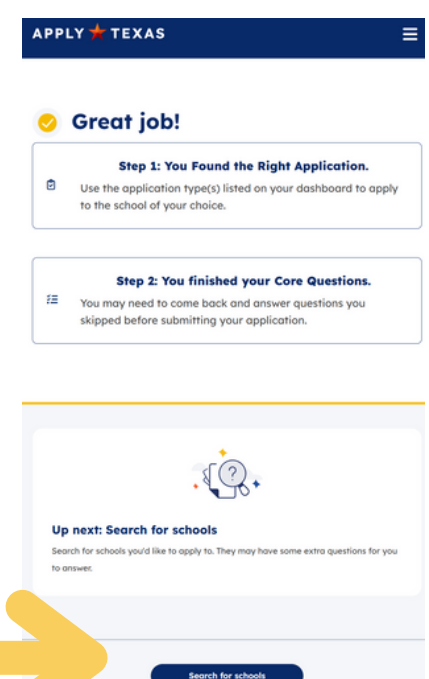 APPLY TEXAS
Great job!
Step 1: You Found the Right Application.
Use the application type(s) listed on your dashboard to apply
to the school of your choice.
Step 2: You finished your Core Questions.
You may need to come back and answer questions you
skipped before submitting your application.
?
Up next: Search for schools
Search for schools you'd like to apply to. They may have some extra questions for you
to answer.
Search for schools